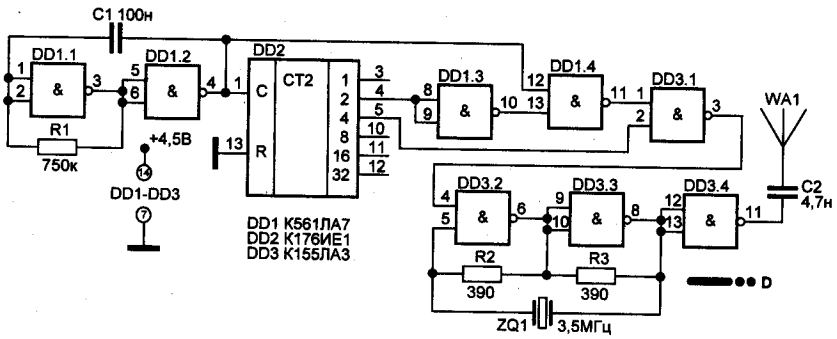 C1 100н
DD1.1
DD1.2
DD2
DD1.3
DD1.4
DD3.1
WA1
1
2
&
3
5
6
&
4
1
C
R
CT2
1
2
4
8
16
32
3
4
5
10
11
12
8
9
&
10
12
13
&
11
1
2
&
3
R1
750к
+4,5В
14
DD1-DD3
7
13
DD1 К561ЛА7
DD2 К176ИЕ1
DD3 К155ЛА3
DD3.2
DD3.3
DD3.4
4
5
&
6
9
10
&
8
12
13
&
11
C2
4,7н
R2
390
R3
390
ZQ1
3,5МГц
D